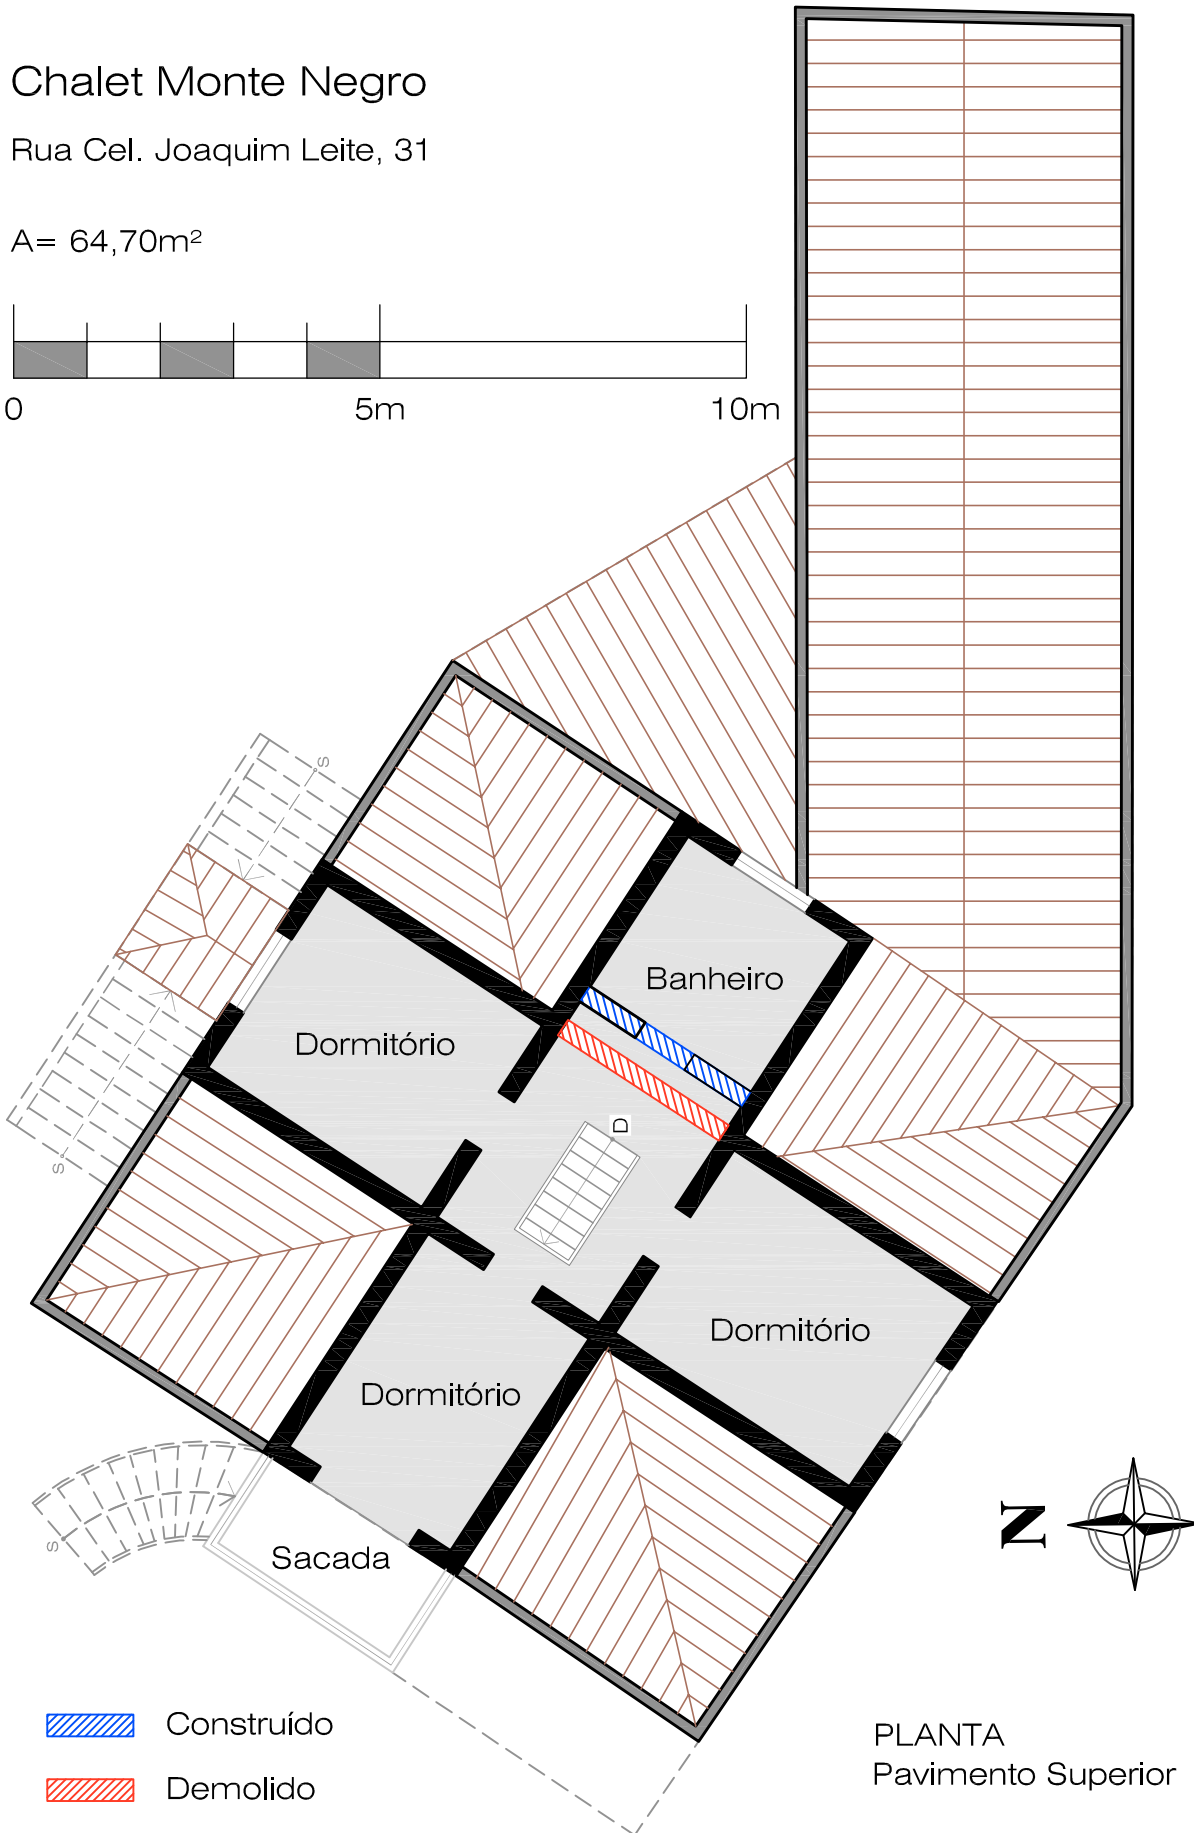 Chalet Monte Negro
Rua Cel. Joaquim Leite, 31
A= 64,70m²
0 5m 10m
S
Banheiro
Dormitório
D
S
Dormitório
Dormitório
N
S
Sacada
Construído
Demolido
PLANTA
Pavimento Superior